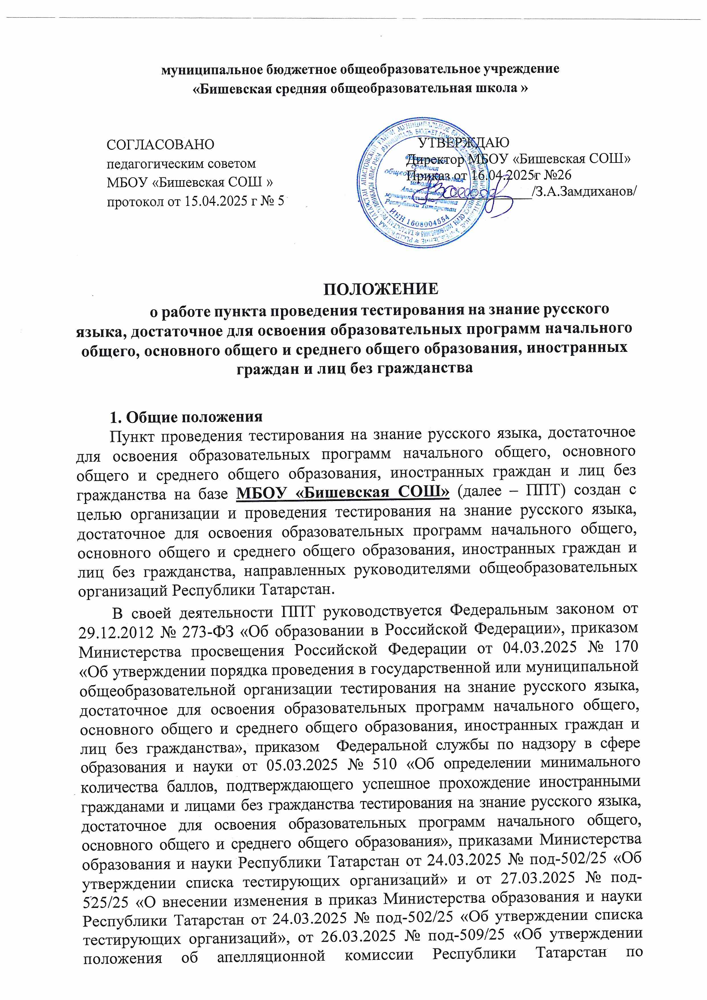 муниципальное бюджетное общеобразовательное учреждение
«Бишевская средняя общеобразовательная школа »
СОГЛАСОВАНО
педагогическим советом
МБОУ «Бишевская СОШ »
протокол от 15.04.2025 г № 5
УТВЕРЖДАЮ
Директор МБОУ «Бишевская СОШ»
Приказ от 16.04.2025г №26
/З.А.Замдиханов/
средняя
общеобразовательная
школа»
Апастовского
муниципального района
Республики Татарстан
ИНН 1608004554
ПОЛОЖЕНИЕ
о работе пункта проведения тестирования на знание русского
языка, достаточное для освоения образовательных программ начального
общего, основного общего и среднего общего образования, иностранных
граждан и лиц без гражданства
1. Общие положения
Пункт проведения тестирования на знание русского языка, достаточное
для освоения образовательных программ начального общего, основного
общего и среднего общего образования, иностранных граждан и лиц без
гражданства на базе МБОУ «Бишевская СОШ» (далее – ППТ) создан с
целью организации и проведения тестирования на знание русского языка,
достаточное для освоения образовательных программ начального общего,
основного общего и среднего общего образования, иностранных граждан и
лиц без гражданства, направленных руководителями общеобразовательных
организаций Республики Татарстан.
В своей деятельности ППТ руководствуется Федеральным законом от
29.12.2012 № 273-ФЗ «Об образовании в Российской Федерации», приказом
Министерства просвещения Российской Федерации от 04.03.2025 № 170
«Об утверждении порядка проведения в государственной или муниципальной
общеобразовательной организации тестирования на знание русского языка,
достаточное для освоения образовательных программ начального общего,
основного общего и среднего общего образования, иностранных граждан и
лиц без гражданства», приказом Федеральной службы по надзору в сфере
образования и науки от 05.03.2025 № 510 «Об определении минимального
количества баллов, подтверждающего успешное прохождение иностранными
гражданами и лицами без гражданства тестирования на знание русского языка,
достаточное для освоения образовательных программ начального общего,
основного общего и среднего общего образования», приказами Министерства
образования и науки Республики Татарстан от 24.03.2025 № под-502/25 «Об
утверждении списка тестирующих организаций» и от 27.03.2025 № под-
525/25 «О внесении изменения в приказ Министерства образования и науки
Республики Татарстан от 24.03.2025 № под-502/25 «Об утверждении списка
тестирующих организаций», от 26.03.2025 № под-509/25 «Об утверждении
положения об апелляционной комиссии Республики Татарстан по